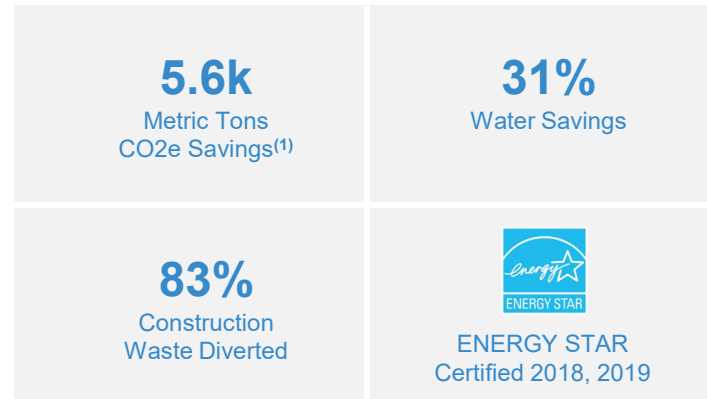 5.6k
Metric Tons
CO2e Savings(1)
31%
Water Savings
83%
Construction
Waste Diverted
energy
ENERGY STAR
ENERGY STAR
Certified 2018, 2019